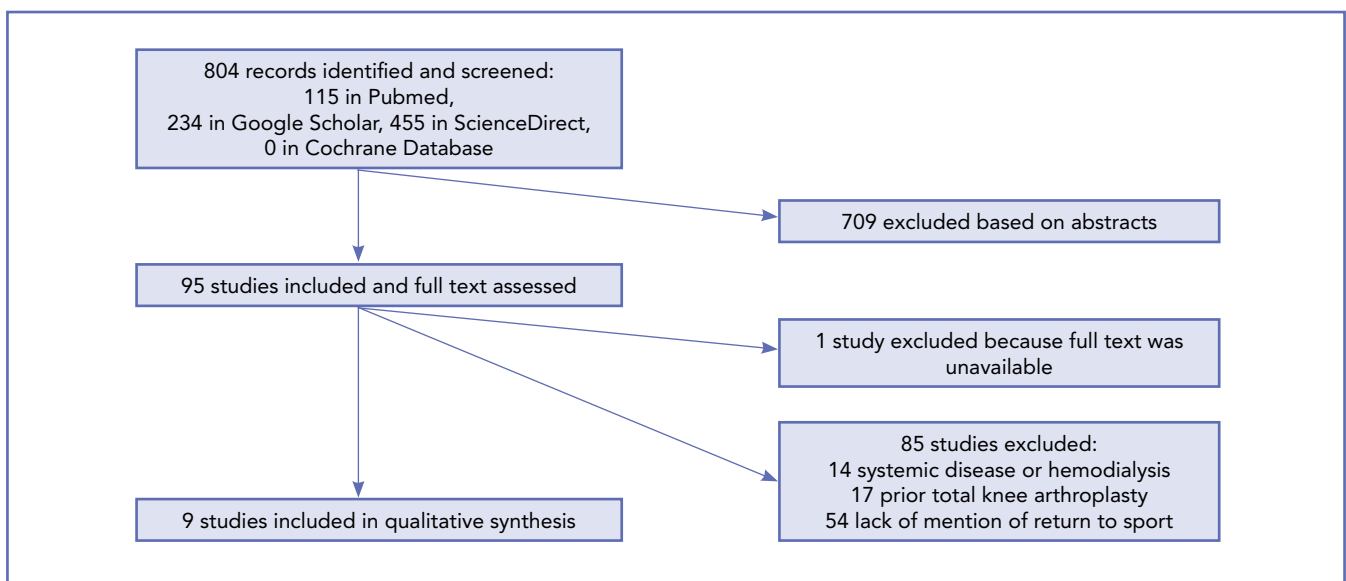 804 records identified and screened:
115 in Pubmed,
234 in Google Scholar, 455 in ScienceDirect,
0 in Cochrane Database
709 excluded based on abstracts
95 studies included and full text assessed
1 study excluded because full text was
unavailable
85 studies excluded:
14 systemic disease or hemodialysis
17 prior total knee arthroplasty
54 lack of mention of return to sport
9 studies included in qualitative synthesis